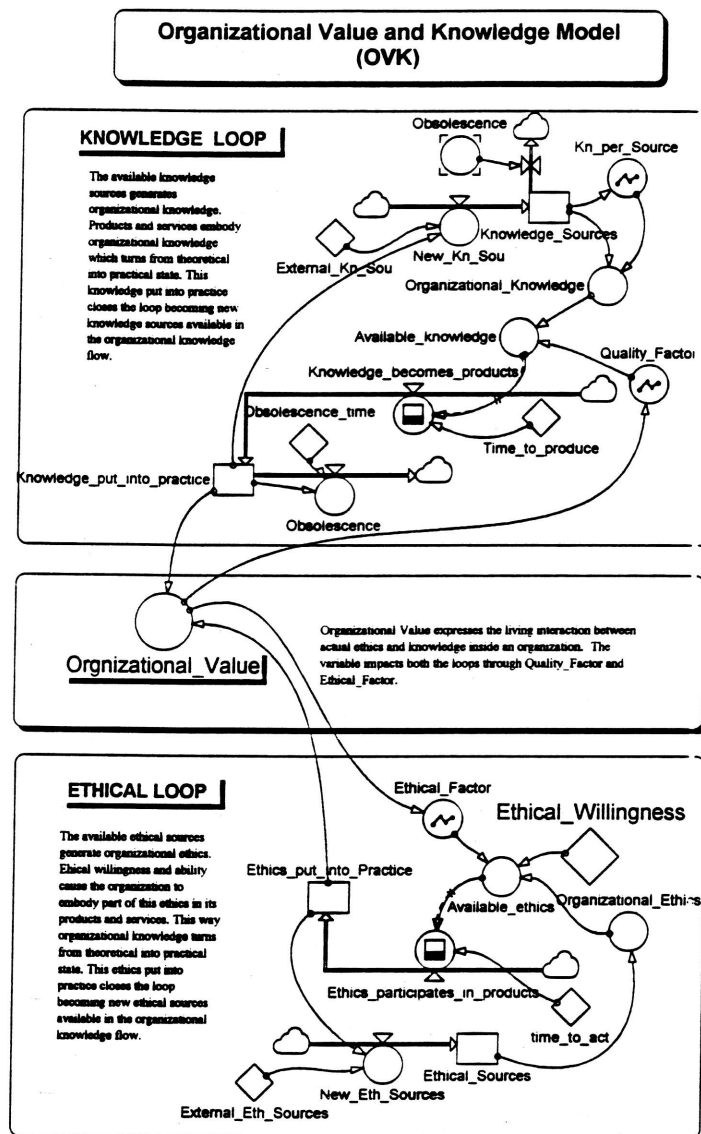 Organizational Value and Knowledge Model
(OVK)
KNOWLEDGE LOOP
The available knowledge
sources generates
organizational knowledge.
Products and services embody
organizational knowledge
which turns from theoretical
into practical state. This
knowledge put into practice
closes the loop becoming new
knowledge sources available in
the organizational knowledge
flow.
Obsolescence
Kn_per_Source
Knowledge_Sources
External_Kn_Sou
New_Kn_Sou
Organizational_Knowledge
Available_knowledge
Quality_Factor
Knowledge_becomes_products
Obsolescence_time
Time_to_produce
Knowledge_put_into_practice
Obsolescence
Orgnizational_Value
Organizational Value expresses the living interaction between
actual ethics and knowledge inside an organization. The
variable impacts both the loops through Quality_Factor and
Ethical_Factor.
ETHICAL LOOP
The available ethical sources
generate organizational ethics.
Ehical willingness and ability
cause the organization to
embody part of this ethics in its
products and services. This way
organizational knowledge turns
from theoretical into practical
state. This ethics put into
practice closes the loop
becoming new ethical sources
available in the organizational
knowledge flow.
Ethical_Factor
Ethical_Willingness
Ethics_put_into_Practice
Available_ethics
Organizational_Ethics
Ethics_participates_in_products
time_to_act
Ethical_Sources
New_Eth_Sources
External_Eth_Sources